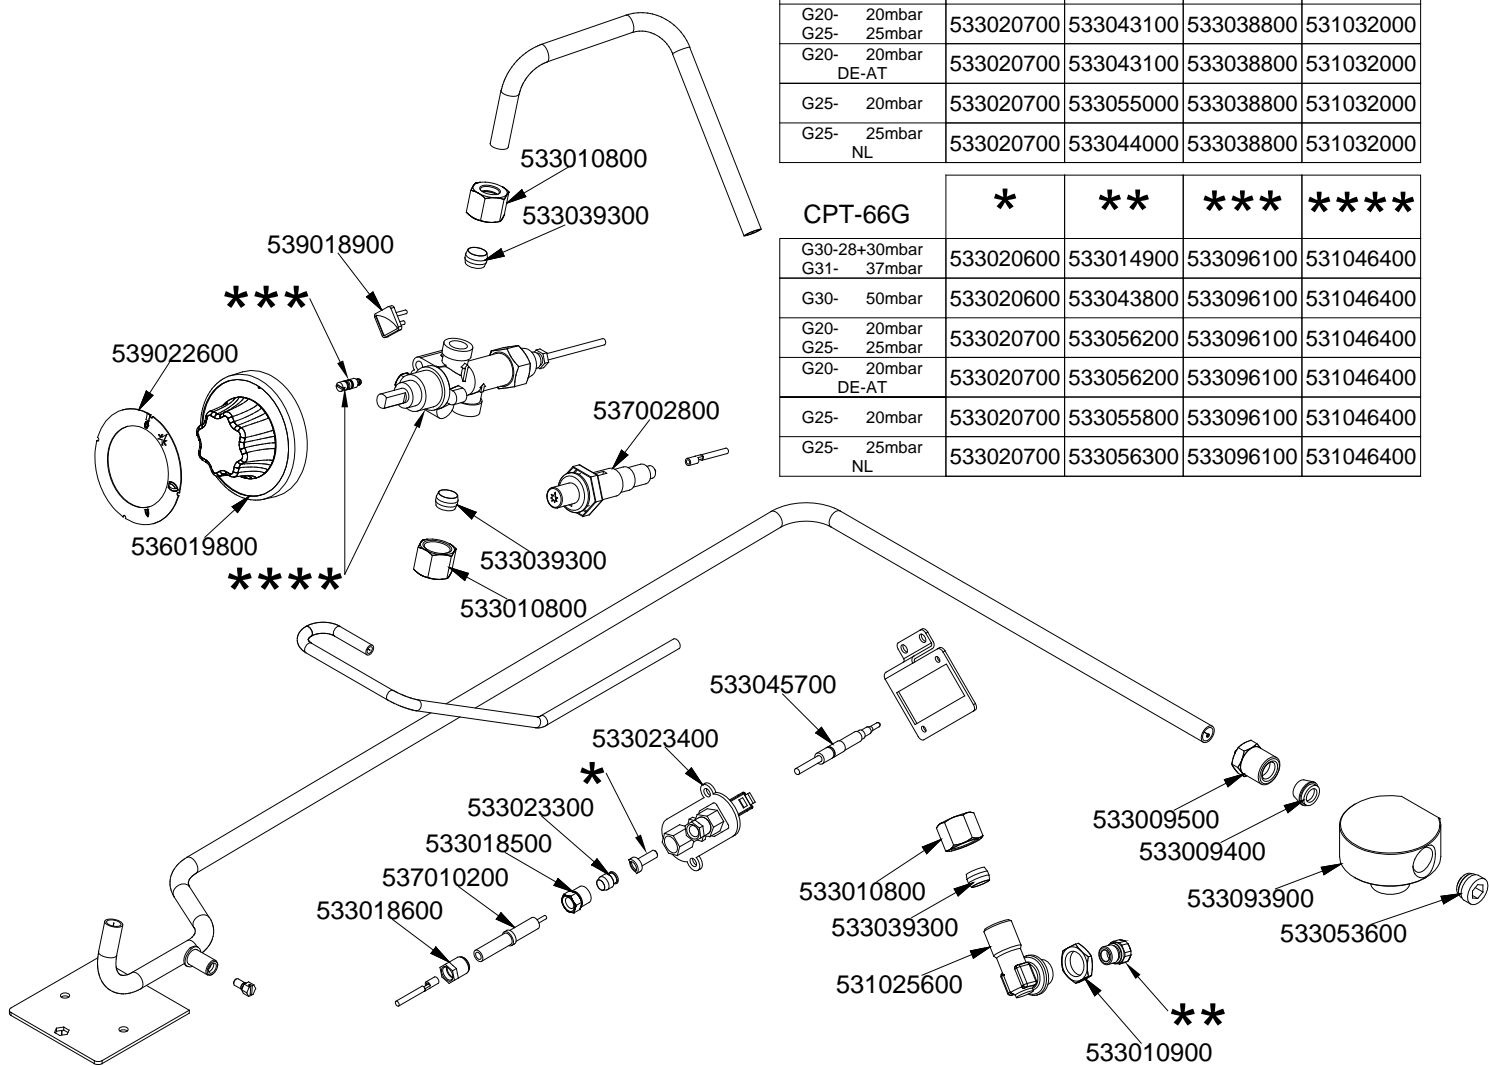 G20- 20mbar
G25- 25mbar
533020700 533043100 533038800 531032000
G20- 20mbar
DE-AT
533020700 533043100 533038800 531032000
G25- 20mbar 533020700 533055000 533038800 531032000
G25- 25mbar
NL
533020700 533044000 533038800 531032000
CPT-66G * ** *** ****
G30-28+30mbar
G31- 37mbar
533020600 533014900 533096100 531046400
G30- 50mbar 533020600 533043800 533096100 531046400
G20- 20mbar
G25- 25mbar
533020700 533056200 533096100 531046400
G20- 20mbar
DE-AT
533020700 533056200 533096100 531046400
G25- 20mbar 533020700 533055800 533096100 531046400
G25- 25mbar
NL
533020700 533056300 533096100 531046400
533010800
533039300
539018900
***
539022600
537002800
536019800
533039300
****
533010800
533045700
533023400
*
533023300
533018500
537010200
533018600
533009500
533009400
533010800
533093900
533039300
533053600
531025600
**
533010900